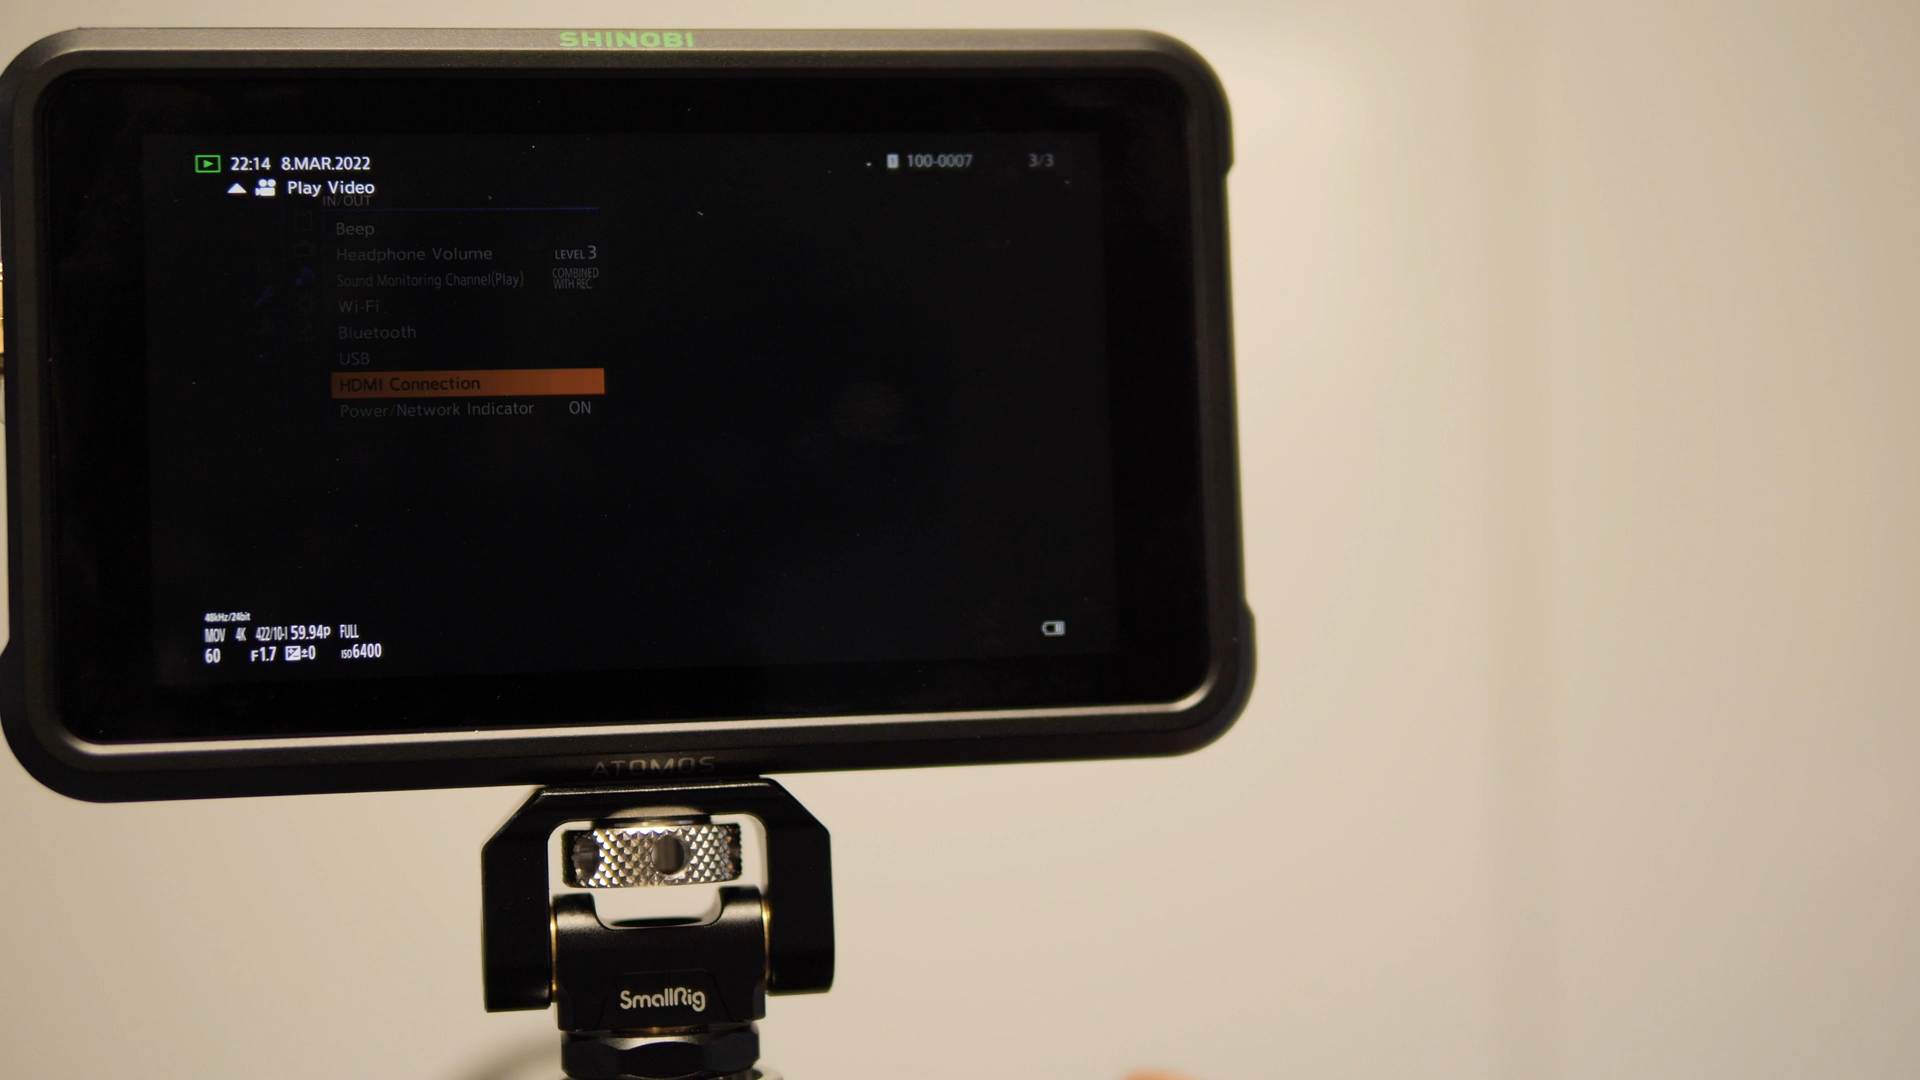 SHINOBI
22:14 8.MAR.2022
100-0007 3/3
Play Video
IN/OUT
Beep
Headphone Volume LEVEL 3
Sound Monitoring Channel(Play) COMBINED
WITH REC
Wi-Fi
Bluetooth
USB
HDMI Connection
Power/Network Indicator ON
48kHz/24bit
MOV 4K 422/10-I 59.94p FULL
60 F1.7 ±0 ISO6400
ATOMOS
SmallRig